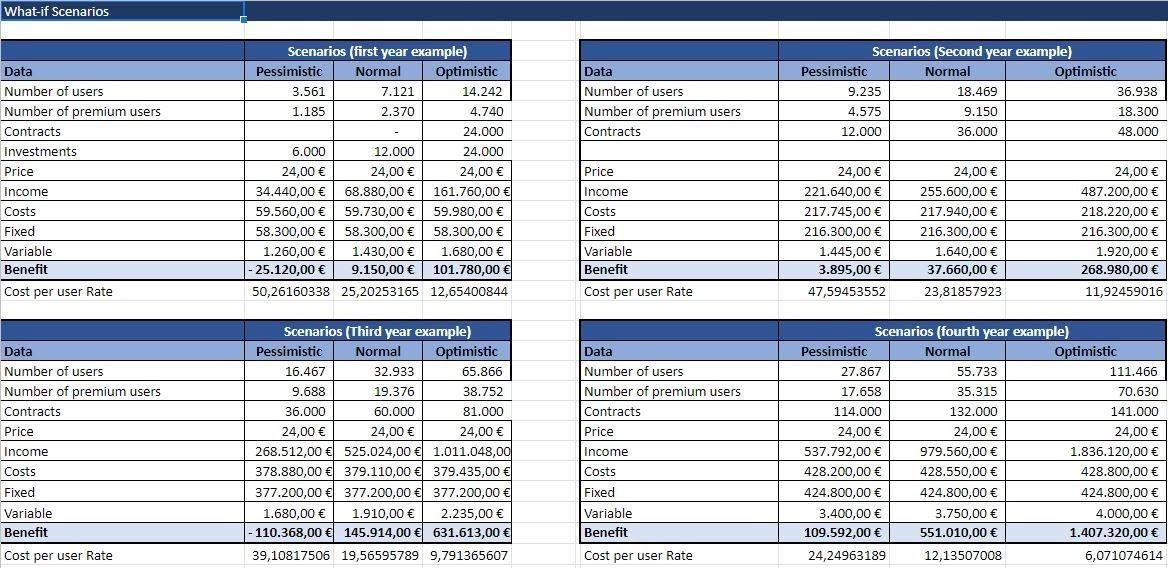 What-if Scenarios
Scenarios (first year example)
Data Pessimistic Normal Optimistic
Number of users 3.561 7.121 14.242
Number of premium users 1.185 2.370 4.740
Contracts - 24.000
Investments 6.000 12.000 24.000
Price 24,00 € 24,00 € 24,00 €
Income 34.440,00 € 68.880,00 € 161.760,00 €
Costs 59.560,00 € 59.730,00 € 59.980,00 €
Fixed 58.300,00 € 58.300,00 € 58.300,00 €
Variable 1.260,00 € 1.430,00 € 1.680,00 €
Benefit - 25.120,00 € 9.150,00 € 101.780,00 €
Cost per user Rate 50,26160338 25,20253165 12,65400844
Scenarios (Second year example)
Data Pessimistic Normal Optimistic
Number of users 9.235 18.469 36.938
Number of premium users 4.575 9.150 18.300
Contracts 12.000 36.000 48.000
Price 24,00 € 24,00 € 24,00 €
Income 221.640,00 € 255.600,00 € 487.200,00 €
Costs 217.745,00 € 217.940,00 € 218.220,00 €
Fixed 216.300,00 € 216.300,00 € 216.300,00 €
Variable 1.445,00 € 1.640,00 € 1.920,00 €
Benefit 3.895,00 € 37.660,00 € 268.980,00 €
Cost per user Rate 47,59453552 23,81857923 11,92459016
Scenarios (Third year example)
Data Pessimistic Normal Optimistic
Number of users 16.467 32.933 65.866
Number of premium users 9.688 19.376 38.752
Contracts 36.000 60.000 81.000
Price 24,00 € 24,00 € 24,00 €
Income 268.512,00 € 525.024,00 € 1.011.048,00
Costs 378.880,00 € 379.110,00 € 379.435,00 €
Fixed 377.200,00 € 377.200,00 € 377.200,00 €
Variable 1.680,00 € 1.910,00 € 2.235,00 €
Benefit - 110.368,00 € 145.914,00 € 631.613,00 €
Cost per user Rate 39,10817506 19,56595789 9,791365607
Scenarios (fourth year example)
Data Pessimistic Normal Optimistic
Number of users 27.867 55.733 111.466
Number of premium users 17.658 35.315 70.630
Contracts 114.000 132.000 141.000
Price 24,00 € 24,00 € 24,00 €
Income 537.792,00 € 979.560,00 € 1.836.120,00 €
Costs 428.200,00 € 428.550,00 € 428.800,00 €
Fixed 424.800,00 € 424.800,00 € 424.800,00 €
Variable 3.400,00 € 3.750,00 € 4.000,00 €
Benefit 109.592,00 € 551.010,00 € 1.407.320,00 €
Cost per user Rate 24,24963189 12,13507008 6,071074614